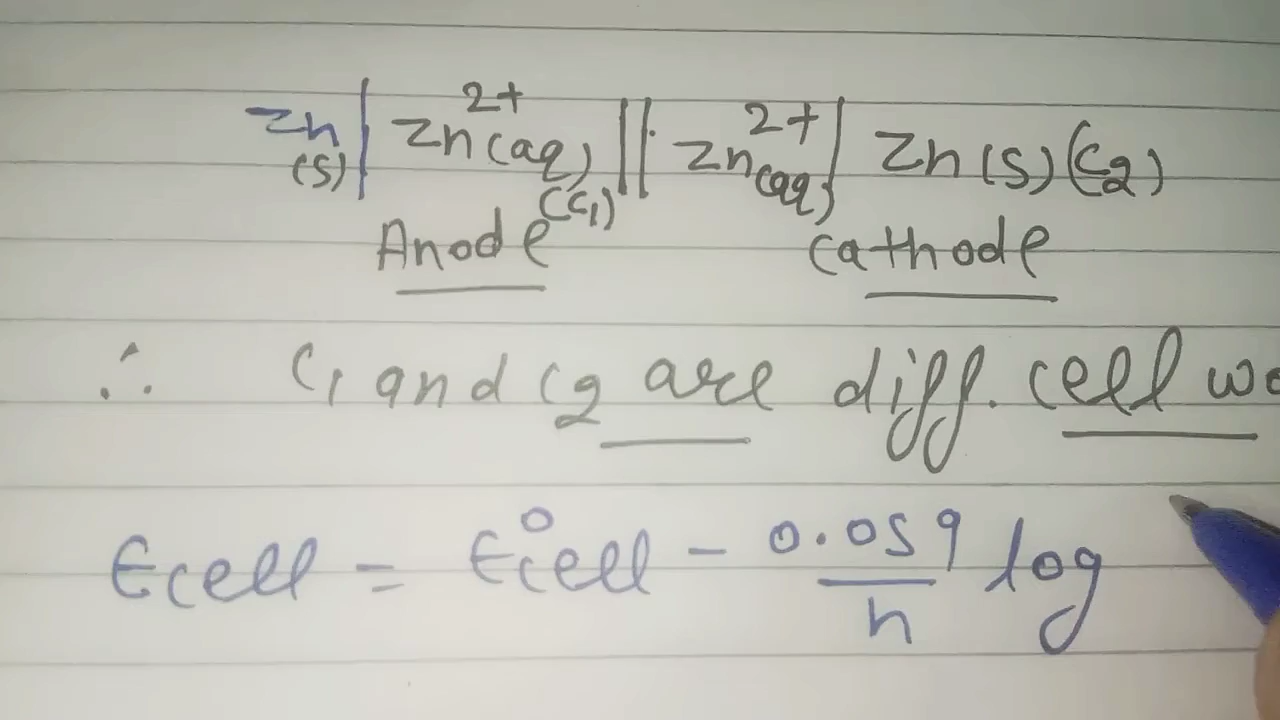 Zn(s) | Zn²⁺(aq)(C₁) || Zn²⁺(aq) | Zn(s)(C₂)
Anode Cathode
∴ C₁ and C₂ are diff. cell wo
Ecell = E°cell - 0.059/n log